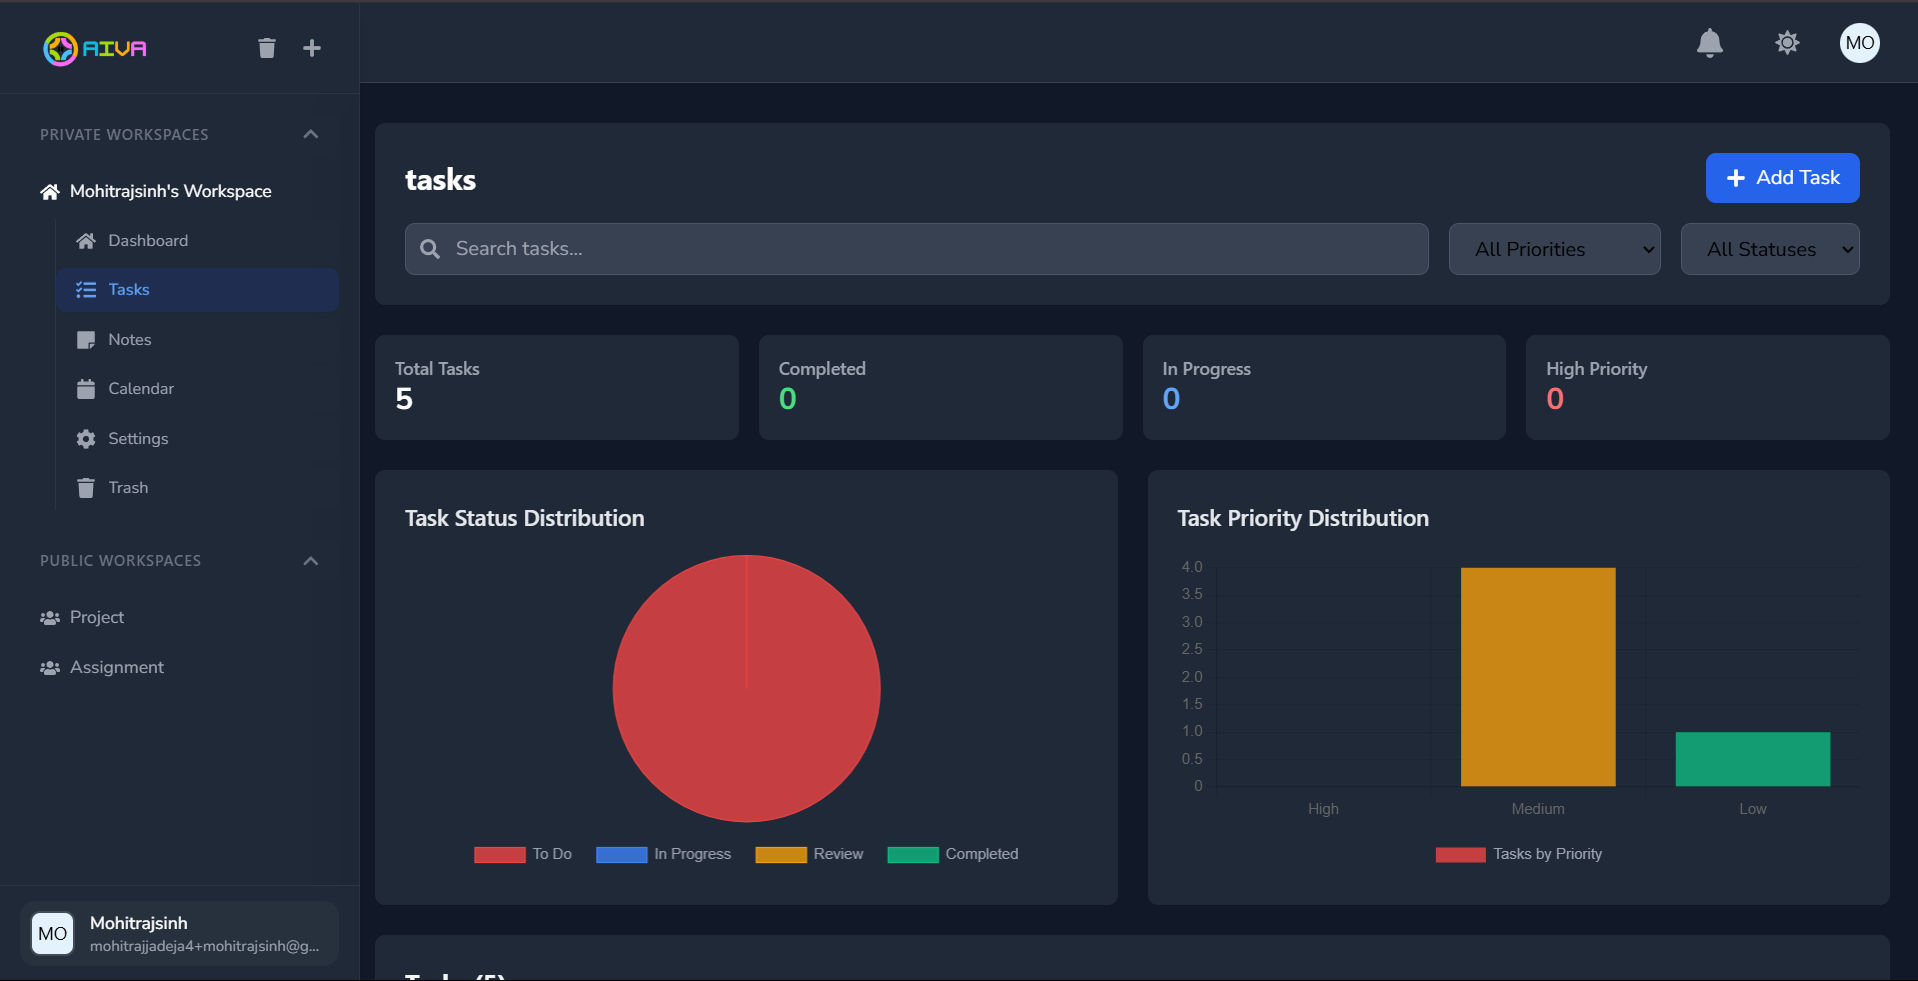 AIVA
MO
PRIVATE WORKSPACES
Mohitrajsinh's Workspace
Dashboard
Tasks
Notes
Calendar
Settings
Trash
PUBLIC WORKSPACES
Project
Assignment
MO
Mohitrajsinh
mohitrajjadeja4+mohitrajsinh@g...
tasks
Add Task
Search tasks...
All Priorities
All Statuses
Total Tasks
5
Completed
0
In Progress
0
High Priority
0
Task Status Distribution
To Do
In Progress
Review
Completed
Task Priority Distribution
4.0
3.5
3.0
2.5
2.0
1.5
1.0
0.5
0
High
Medium
Low
Tasks by Priority
Tasks (5)